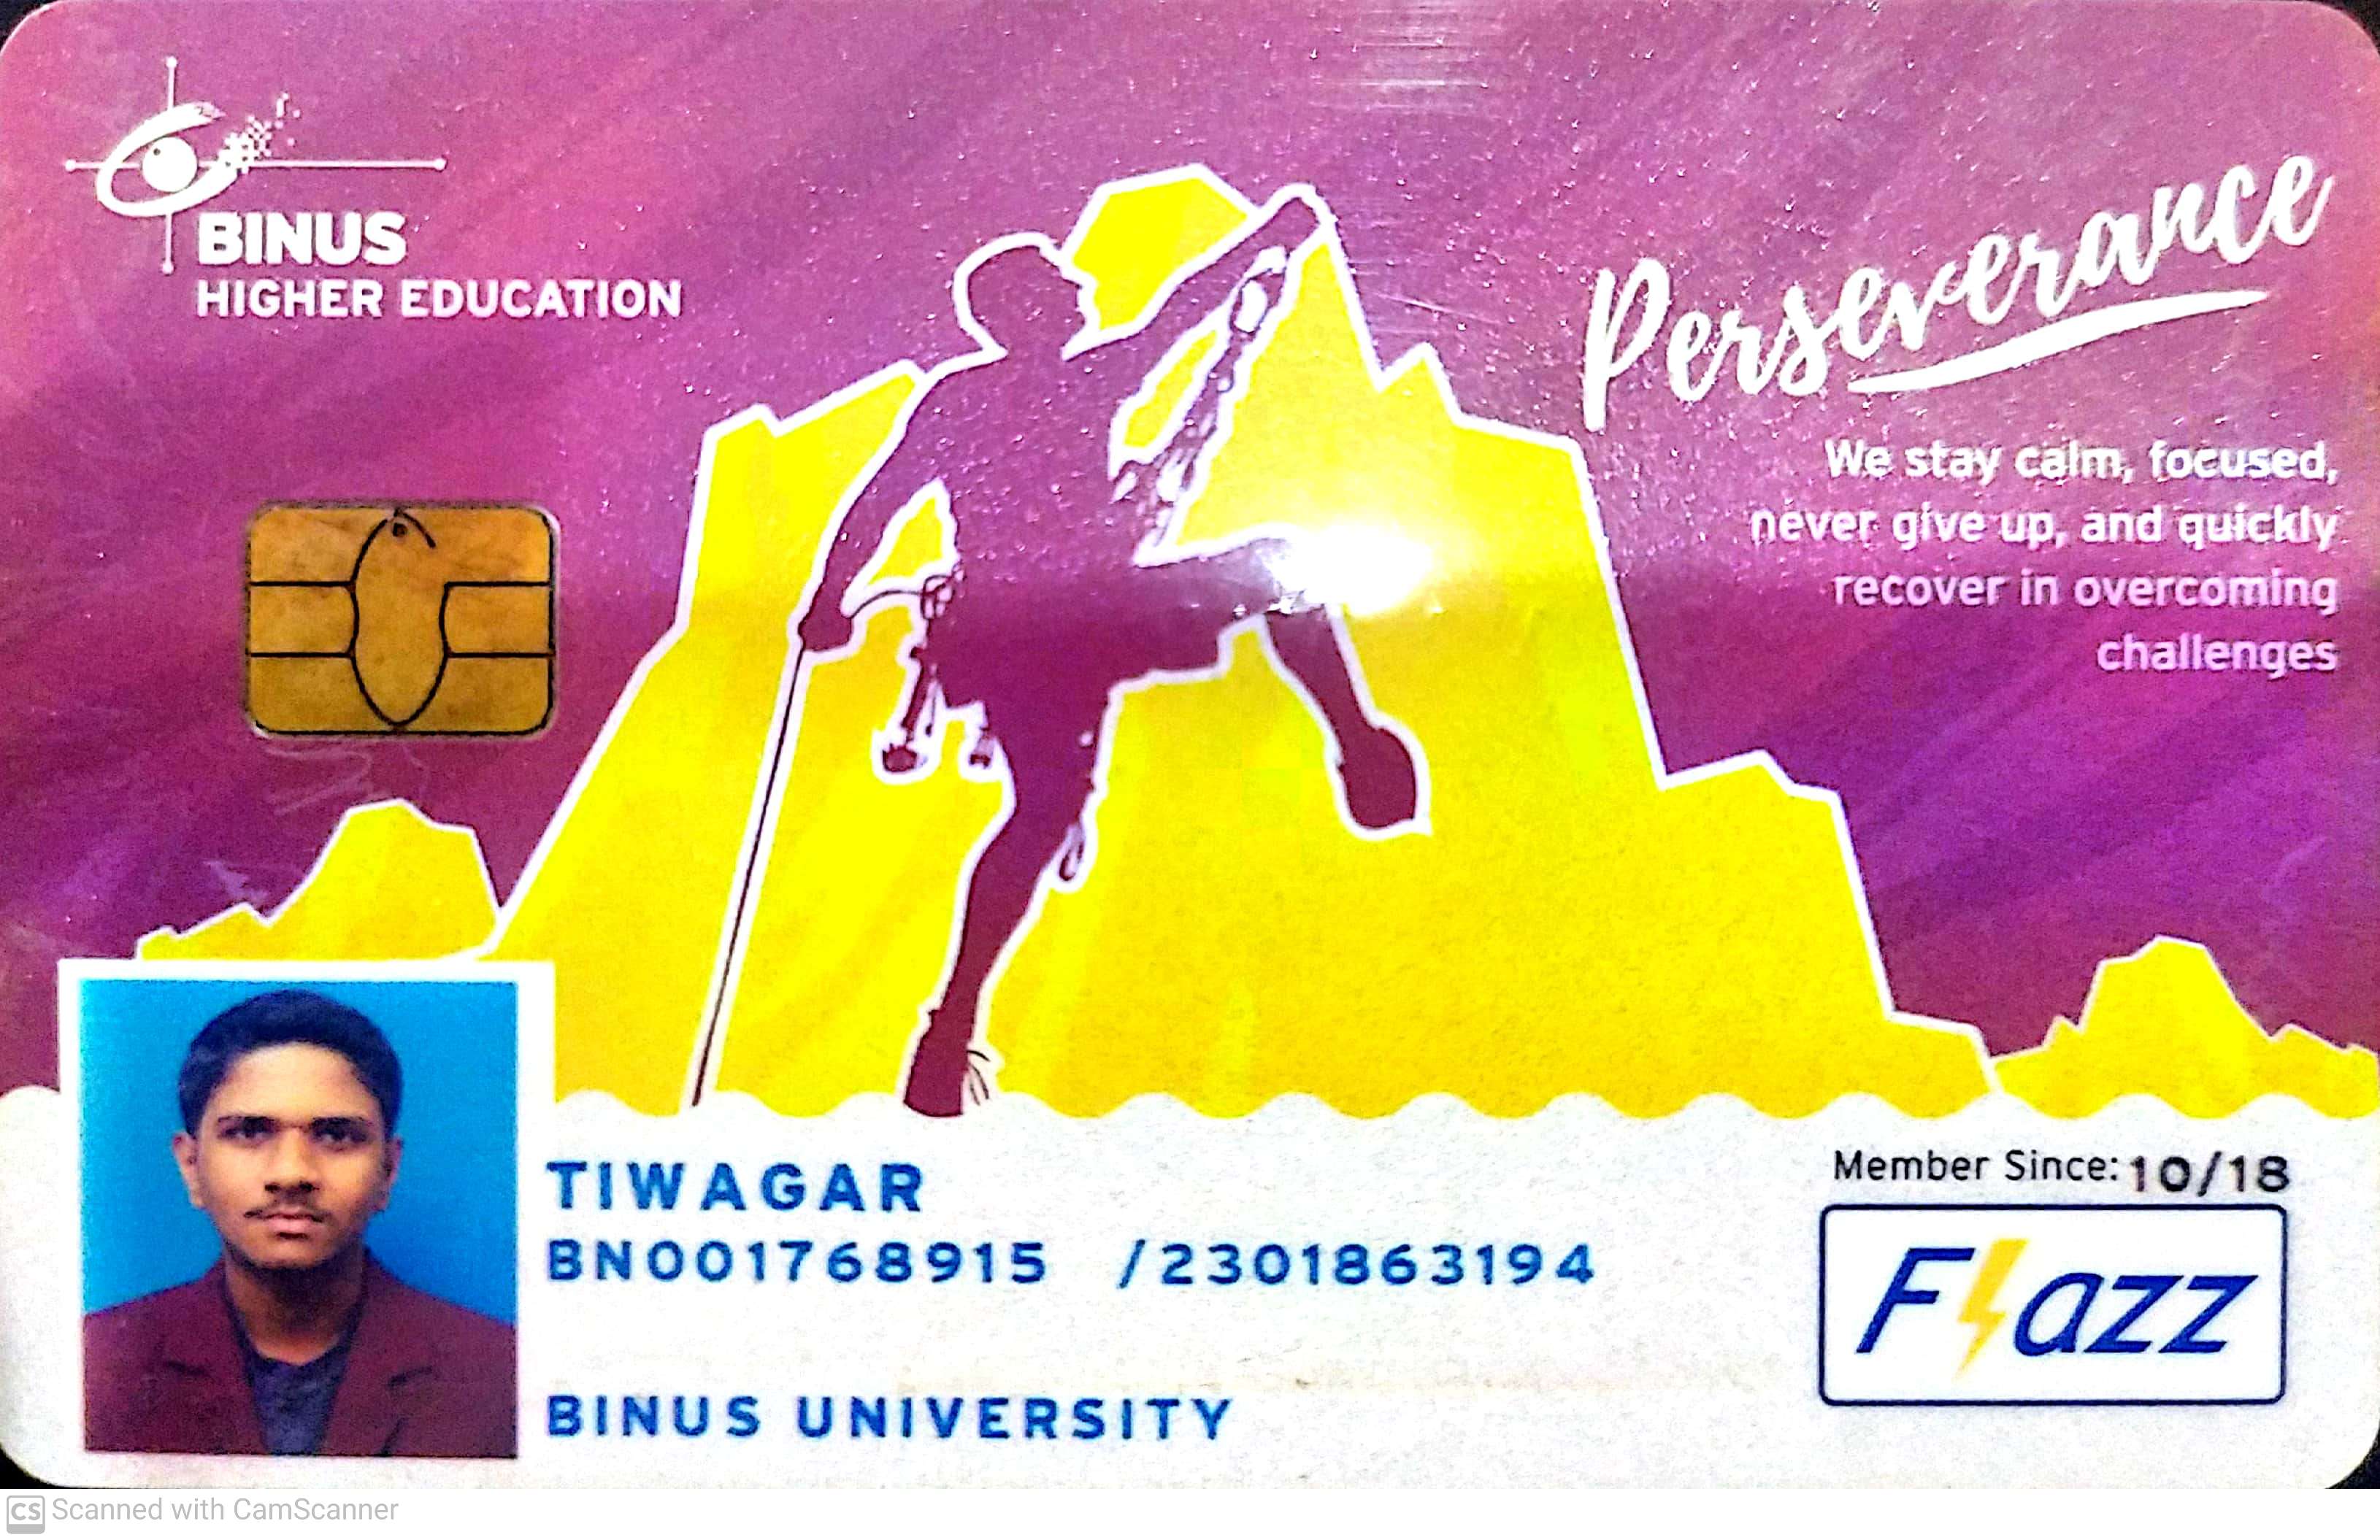 BINUS
HIGHER EDUCATION
Perseverance
We stay calm, focused,
never give up, and quickly
recover in overcoming
challenges
TIWAGAR
BN001768915 /2301863194
BINUS UNIVERSITY
Member Since: 10/18
Flazz
CS Scanned with CamScanner